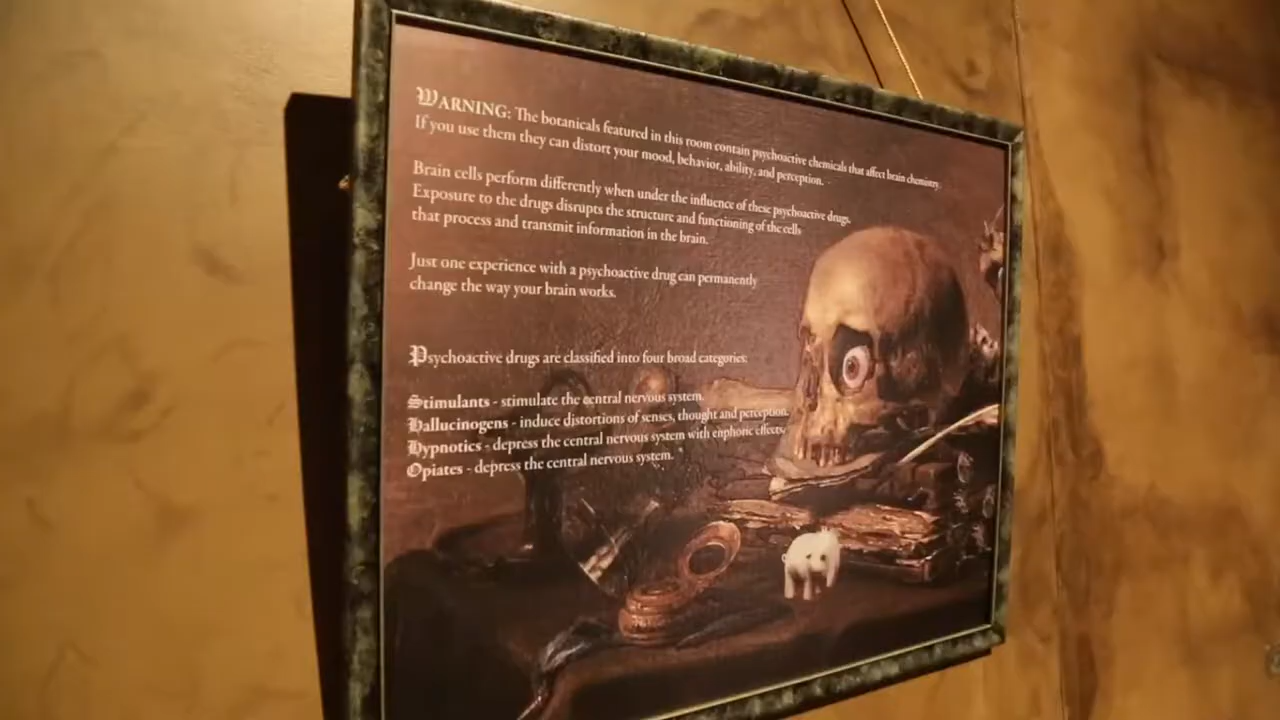 WARNING: The botanicals featured in this room contain psychoactive chemicals that affect brain chemistry.
If you use them they can distort your mood, behavior, ability, and perception.
Brain cells perform differently when under the influence of these psychoactive drugs.
Exposure to the drugs disrupts the structure and functioning of the cells
that process and transmit information in the brain.
Just one experience with a psychoactive drug can permanently
change the way your brain works.
Psychoactive drugs are classified into four broad categories:
Stimulants - stimulate the central nervous system.
Hallucinogens - induce distortions of senses, thought and perception.
Hypnotics - depress the central nervous system with euphoric effects.
Opiates - depress the central nervous system.